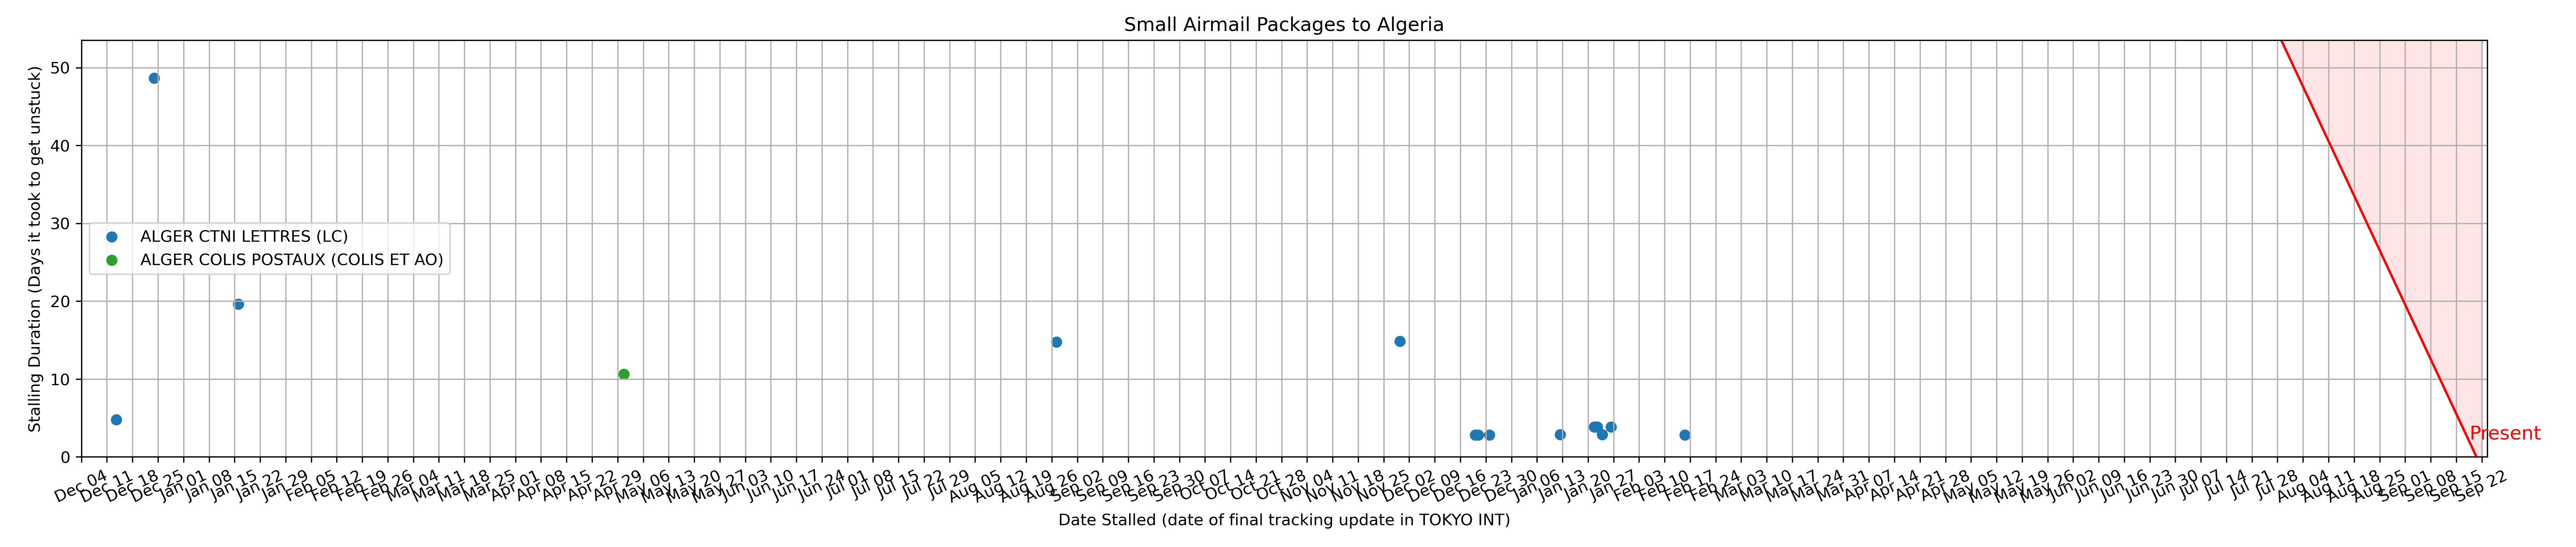 Small Airmail Packages to Algeria
Stalling Duration (Days it took to get unstuck)
50
40
30
20
10
0
ALGER CTNI LETTRES (LC)
ALGER COLIS POSTAUX (COLIS ET AO)
Present
Dec 04
Dec 11
Dec 18
Dec 25
Jan 01
Jan 08
Jan 15
Jan 22
Jan 29
Feb 05
Feb 12
Feb 19
Feb 26
Mar 04
Mar 11
Mar 18
Mar 25
Apr 01
Apr 08
Apr 15
Apr 22
Apr 29
May 06
May 13
May 20
May 27
Jun 03
Jun 10
Jun 17
Jun 24
Jul 01
Jul 08
Jul 15
Jul 22
Jul 29
Aug 05
Aug 12
Aug 19
Aug 26
Sep 02
Sep 09
Sep 16
Sep 23
Sep 30
Oct 07
Oct 14
Oct 21
Oct 28
Nov 04
Nov 11
Nov 18
Nov 25
Dec 02
Dec 09
Dec 16
Dec 23
Dec 30
Jan 06
Jan 13
Jan 20
Jan 27
Feb 03
Feb 10
Feb 17
Feb 24
Mar 03
Mar 10
Mar 17
Mar 24
Mar 31
Apr 07
Apr 14
Apr 21
Apr 28
May 05
May 12
May 19
May 26
Jun 02
Jun 09
Jun 16
Jun 23
Jun 30
Jul 07
Jul 14
Jul 21
Jul 28
Aug 04
Aug 11
Aug 18
Aug 25
Sep 01
Sep 08
Sep 15
Sep 22
Date Stalled (date of final tracking update in TOKYO INT)